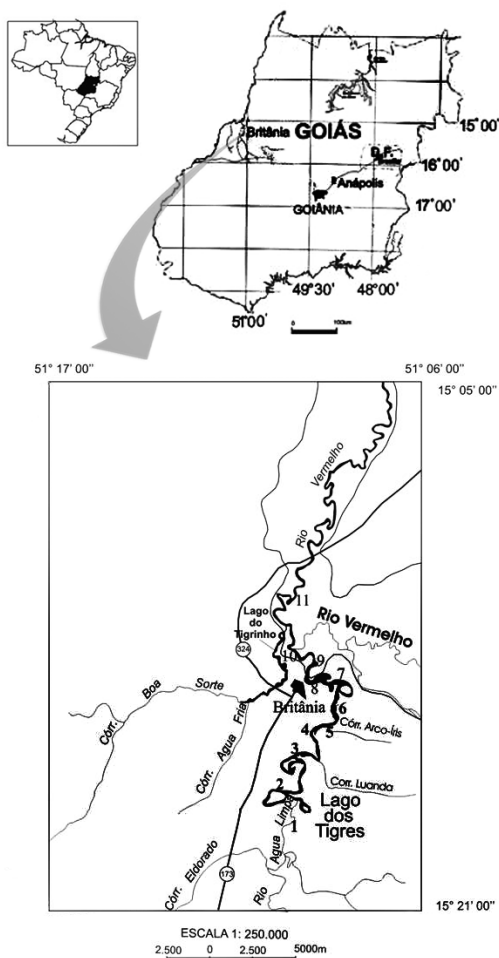 Britânia
GOIÁS
D.F.
Anápolis
GOIÂNIA
15°00'
16°00'
17°00'
51°00'
49°30'
48°00'
0
100km
51° 17' 00''
51° 06' 00''
15° 05' 00''
Rio
Vermelho
11
Lago
do
Tigrinho
Rio Vermelho
324
10
9
8
7
Britânia
6
Córr. Boa
Sorte
Córr. Agua
Fria
4
5
Córr. Arco-Íris
3
Corr. Luanda
2
Lago
dos
Tigres
1
Rio
Agua
Limpa
Córr. Eldorado
173
15° 21' 00''
ESCALA 1: 250.000
2.500
0
2.500
5000m